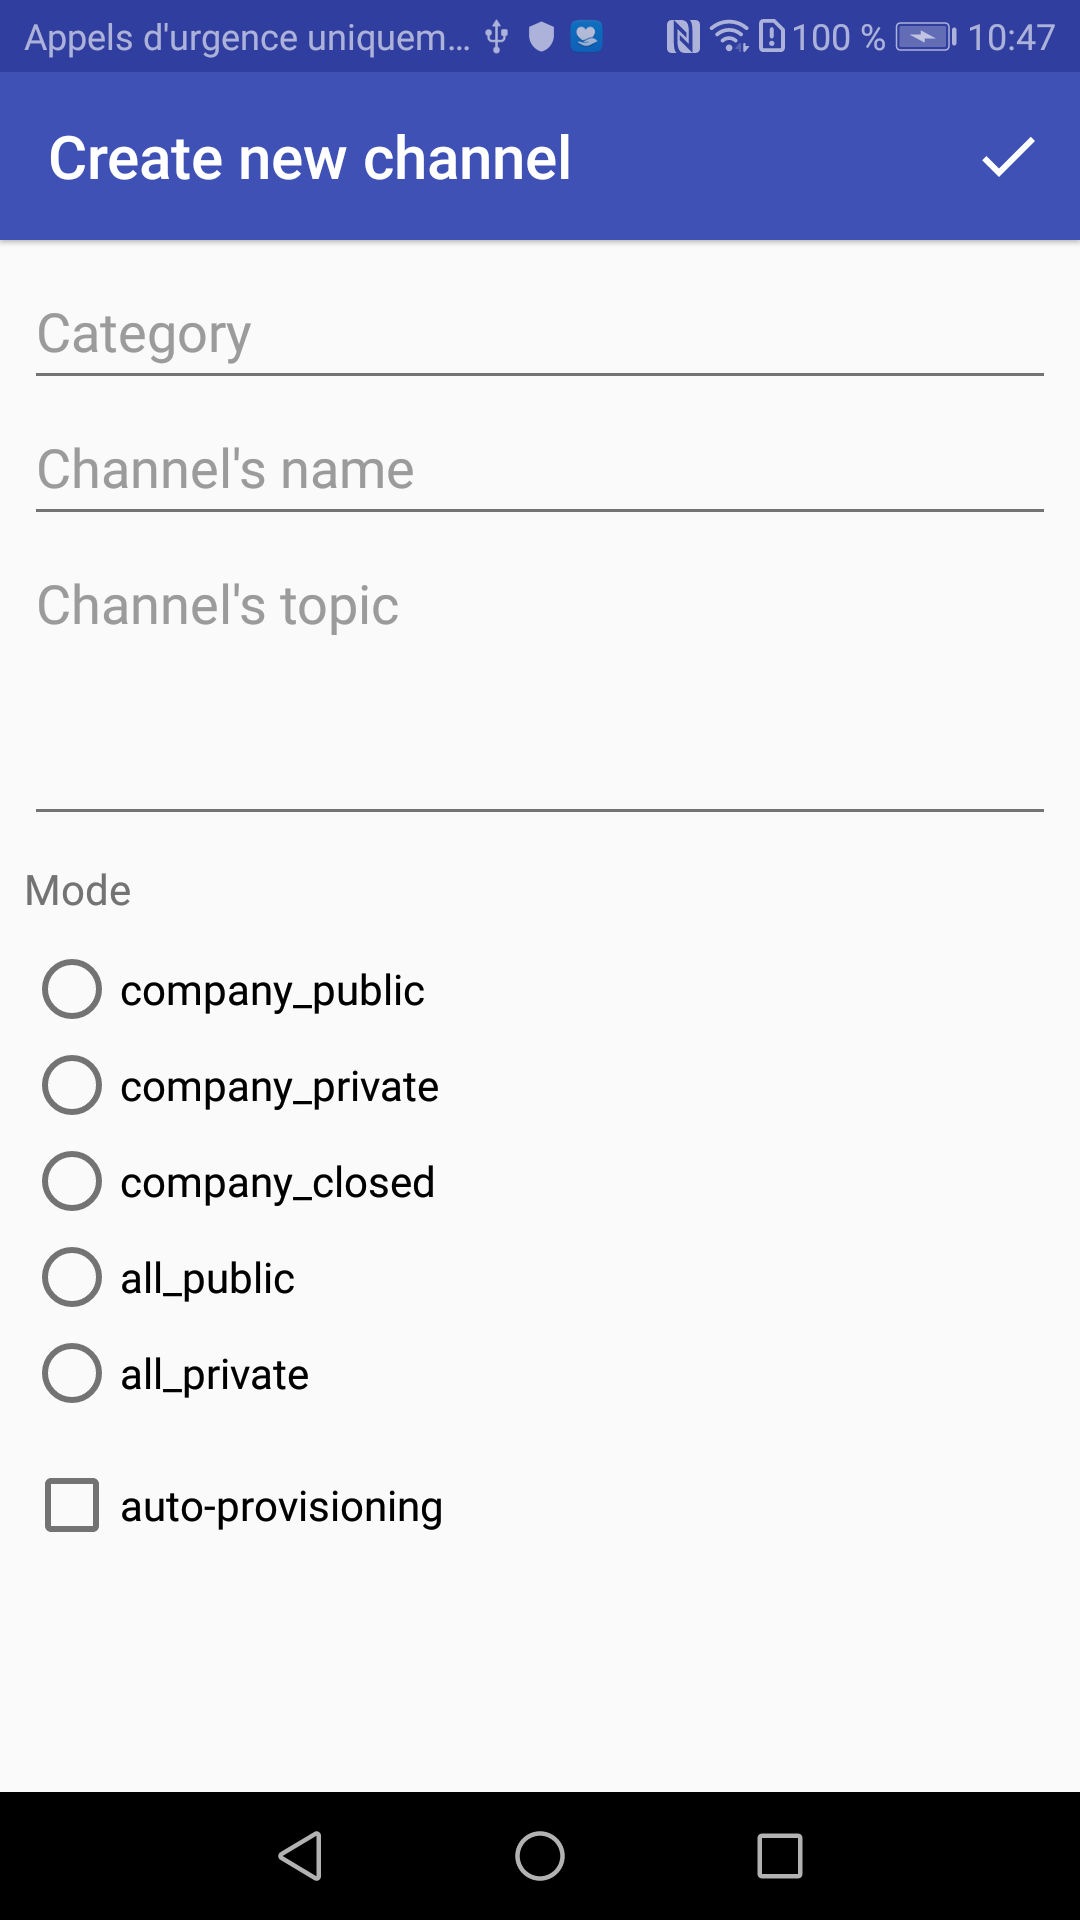 Appels d'urgence uniquem... 100 % 10:47
Create new channel
Category
Channel's name
Channel's topic
Mode
company_public
company_private
company_closed
all_public
all_private
auto-provisioning